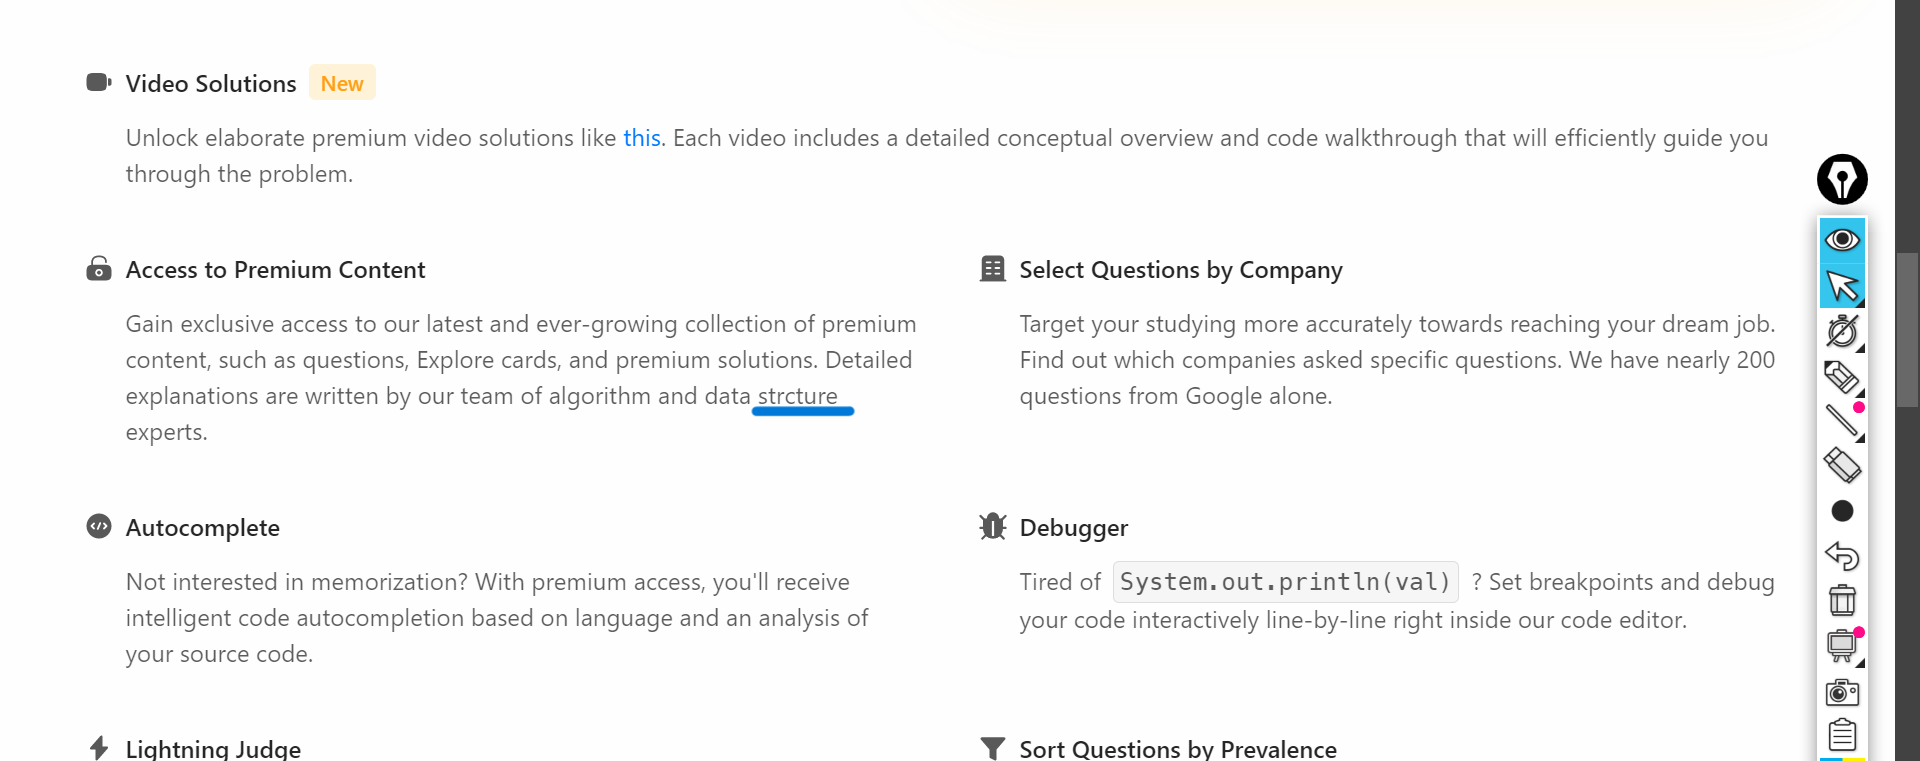 Video Solutions New
Unlock elaborate premium video solutions like this. Each video includes a detailed conceptual overview and code walkthrough that will efficiently guide you
through the problem.
Access to Premium Content
Gain exclusive access to our latest and ever-growing collection of premium
content, such as questions, Explore cards, and premium solutions. Detailed
explanations are written by our team of algorithm and data strcture
experts.
Select Questions by Company
Target your studying more accurately towards reaching your dream job.
Find out which companies asked specific questions. We have nearly 200
questions from Google alone.
Autocomplete
Not interested in memorization? With premium access, you'll receive
intelligent code autocompletion based on language and an analysis of
your source code.
Debugger
Tired of System.out.println(val) ? Set breakpoints and debug
your code interactively line-by-line right inside our code editor.
Lightning Judge
Sort Questions by Prevalence